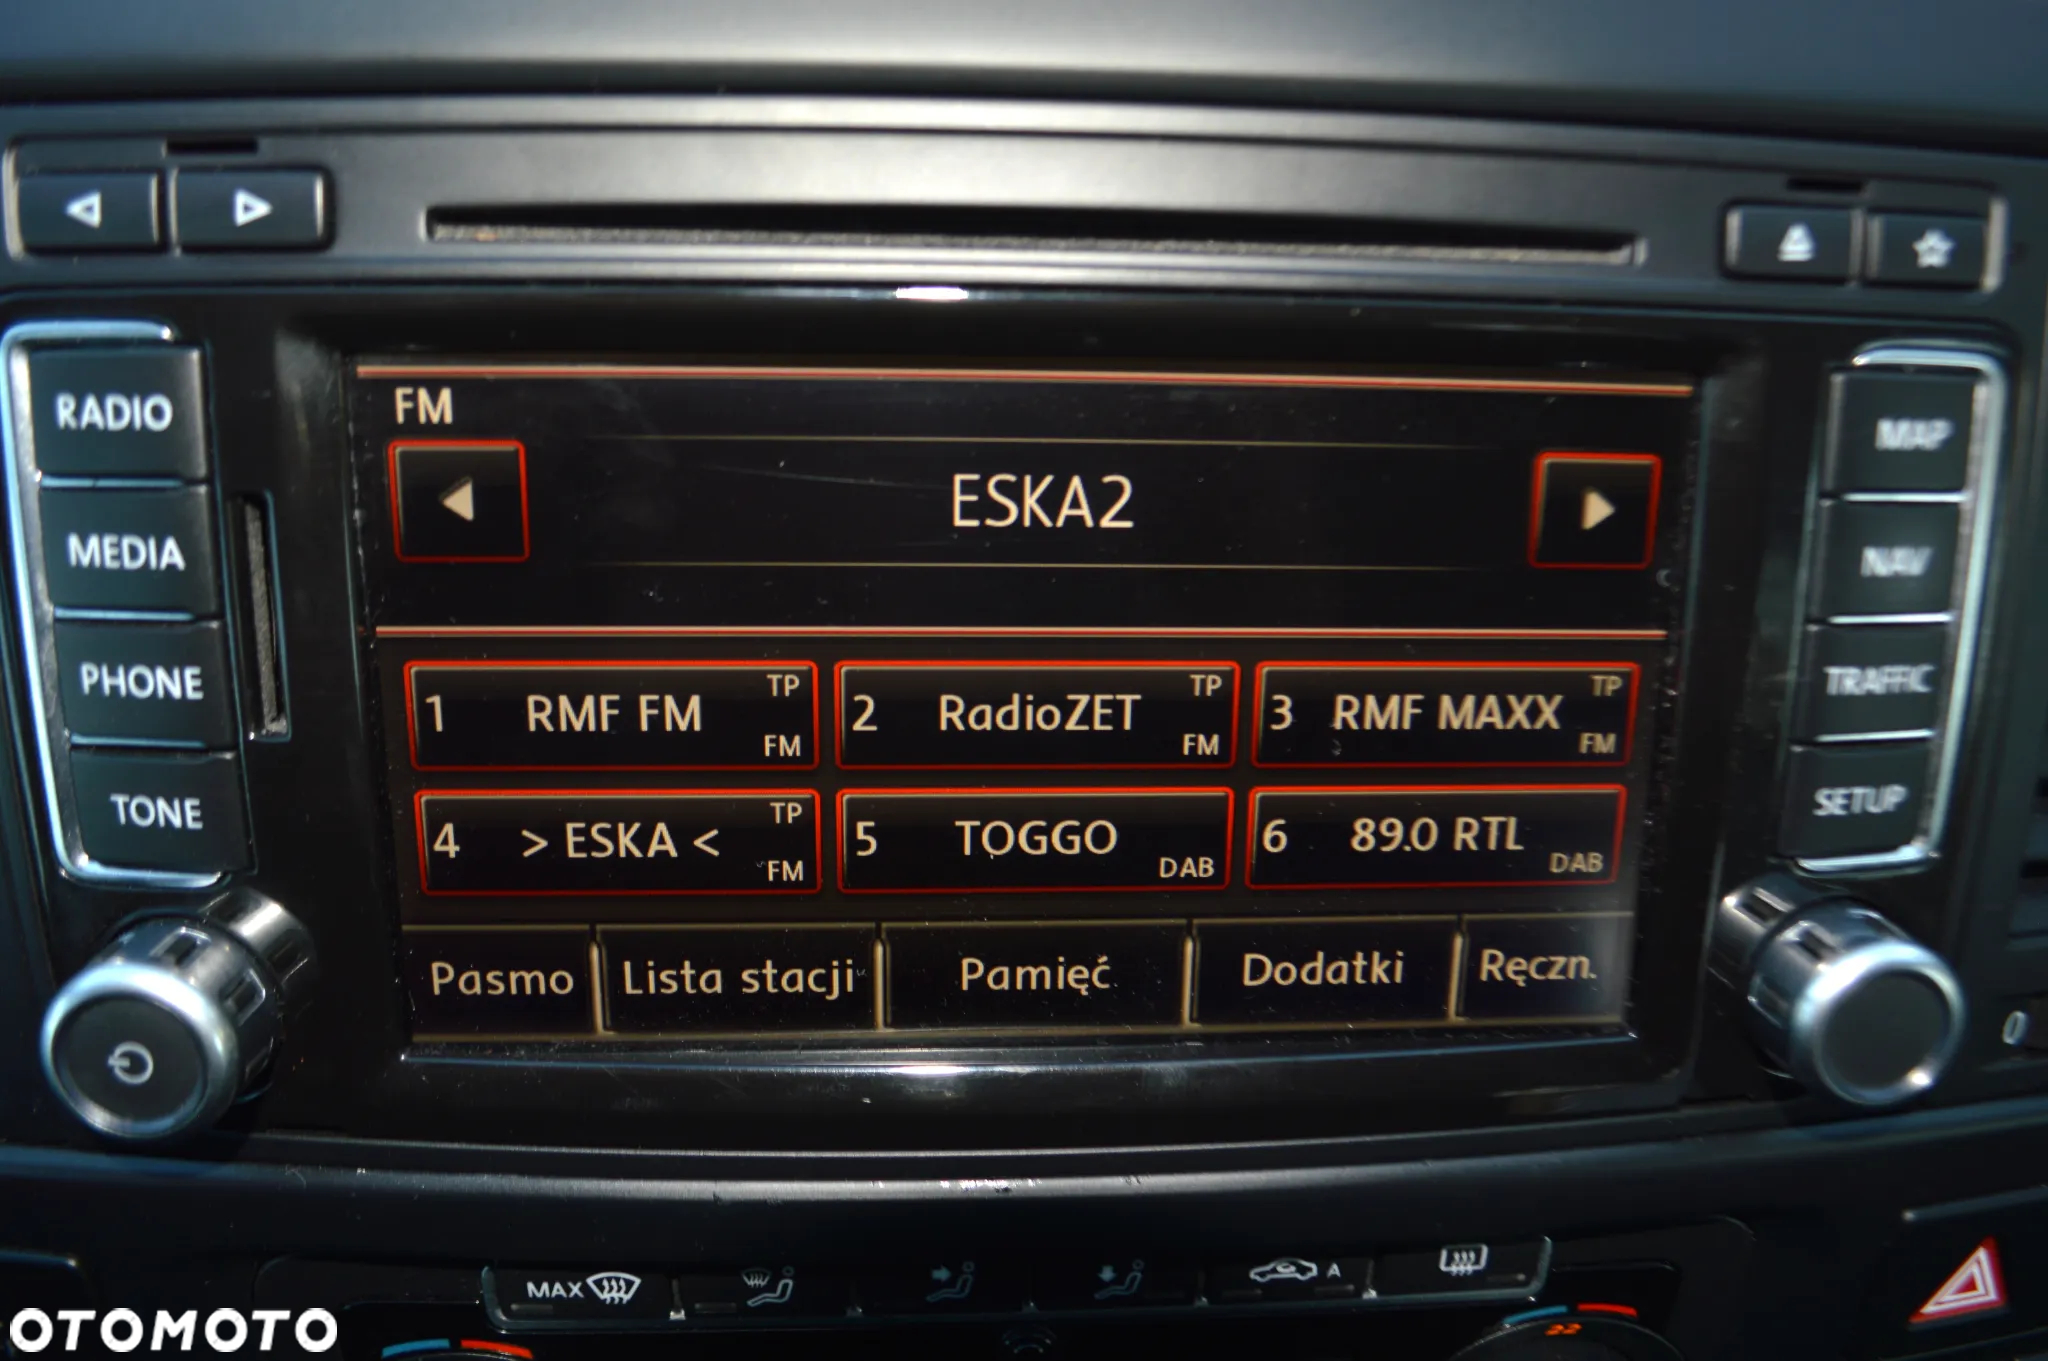 RADIO
MEDIA
PHONE
TONE
FM
ESKA2
1 RMF FM TP FM
2 RadioZET TP FM
3 RMF MAXX TP FM
4 > ESKA < TP FM
5 TOGGO DAB
6 89.0 RTL DAB
Pasmo Lista stacji Pamięć Dodatki Ręczn.
MAP
NAV
TRAFFIC
SETUP
0
MAX
A
22
OTOMOTO